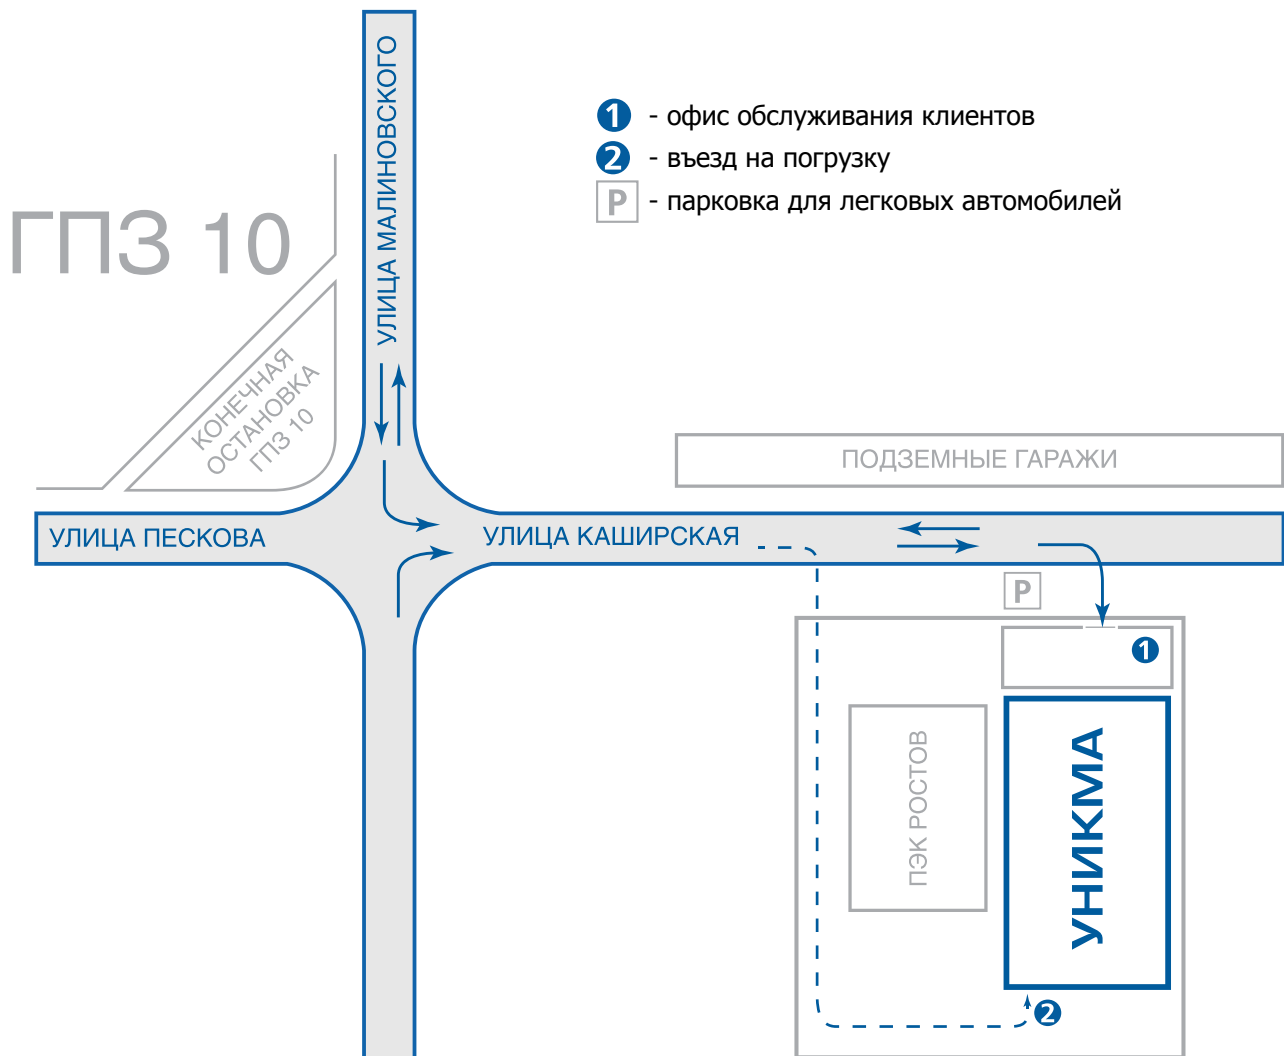 УЛИЦА МАЛИНОВСКОГО
1 - офис обслуживания клиентов
2 - въезд на погрузку
P - парковка для легковых автомобилей
ГПЗ 10
КОНЕЧНАЯ
ОСТАНОВКА
ГПЗ 10
ПОДЗЕМНЫЕ ГАРАЖИ
УЛИЦА ПЕСКОВА
УЛИЦА КАШИРСКАЯ
P
1
ПЭК РОСТОВ
УНИКМА
2